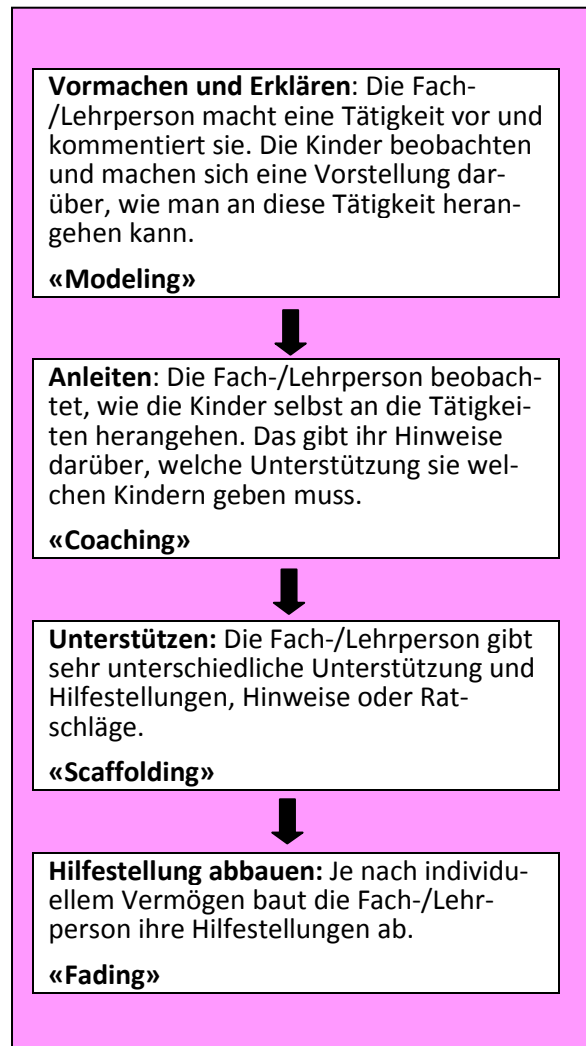 Vormachen und Erklären: Die Fach-
/Lehrperson macht eine Tätigkeit vor und
kommentiert sie. Die Kinder beobachten
und machen sich eine Vorstellung dar-
über, wie man an diese Tätigkeit heran-
gehen kann.
«Modeling»
Anleiten: Die Fach-/Lehrperson beobach-
tet, wie die Kinder selbst an die Tätigkei-
ten herangehen. Das gibt ihr Hinweise
darüber, welche Unterstützung sie wel-
chen Kindern geben muss.
«Coaching»
Unterstützen: Die Fach-/Lehrperson gibt
sehr unterschiedliche Unterstützung und
Hilfestellungen, Hinweise oder Rat-
schläge.
«Scaffolding»
Hilfestellung abbauen: Je nach individu-
ellem Vermögen baut die Fach-/Lehr-
person ihre Hilfestellungen ab.
«Fading»